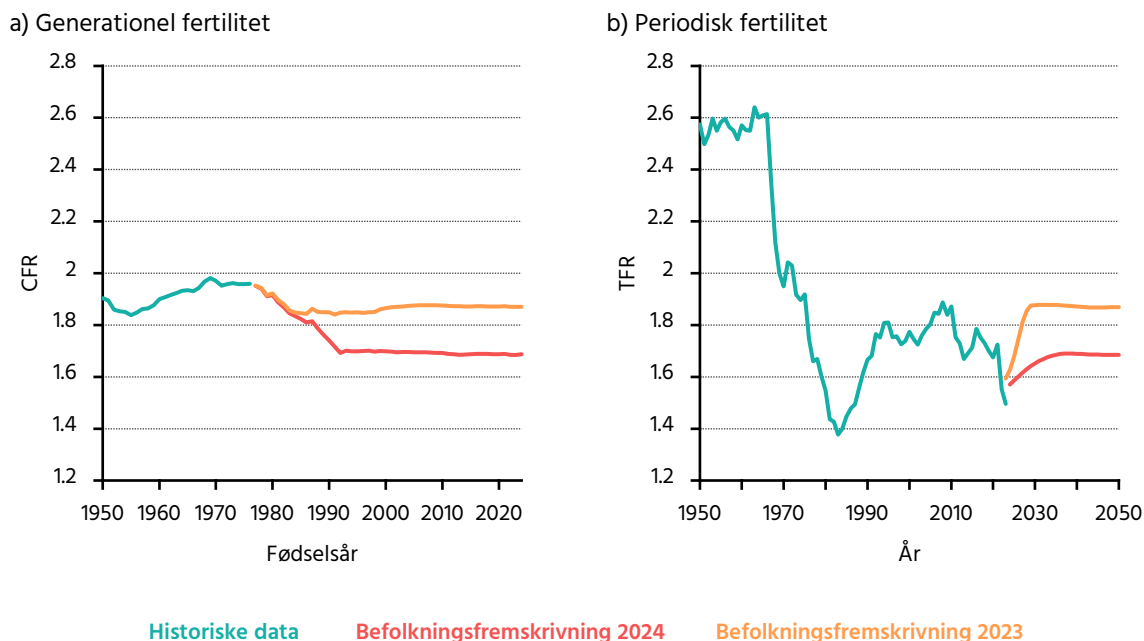 a) Generationel fertilitet
2.8
2.6
2.4
2.2
2
1.8
1.6
1.4
1.2
CFR
1950 1960 1970 1980 1990 2000 2010 2020
Fødselsår
b) Periodisk fertilitet
2.8
2.6
2.4
2.2
2
1.8
1.6
1.4
1.2
TFR
1950 1970 1990 2010 2030 2050
År
Historiske data Befolkningsfremskrivning 2024 Befolkningsfremskrivning 2023